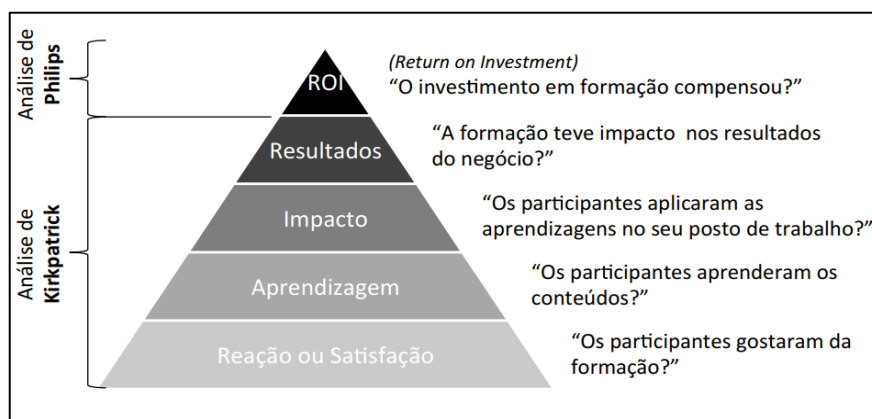 Análise de
Philips
ROI
(Return on Investment)
“O investimento em formação compensou?”
Análise de
Kirkpatrick
Resultados
“A formação teve impacto nos resultados
do negócio?”
Impacto
“Os participantes aplicaram as
aprendizagens no seu posto de trabalho?”
Aprendizagem
“Os participantes aprenderam os
conteúdos?”
Reação ou Satisfação
“Os participantes gostaram da
formação?”